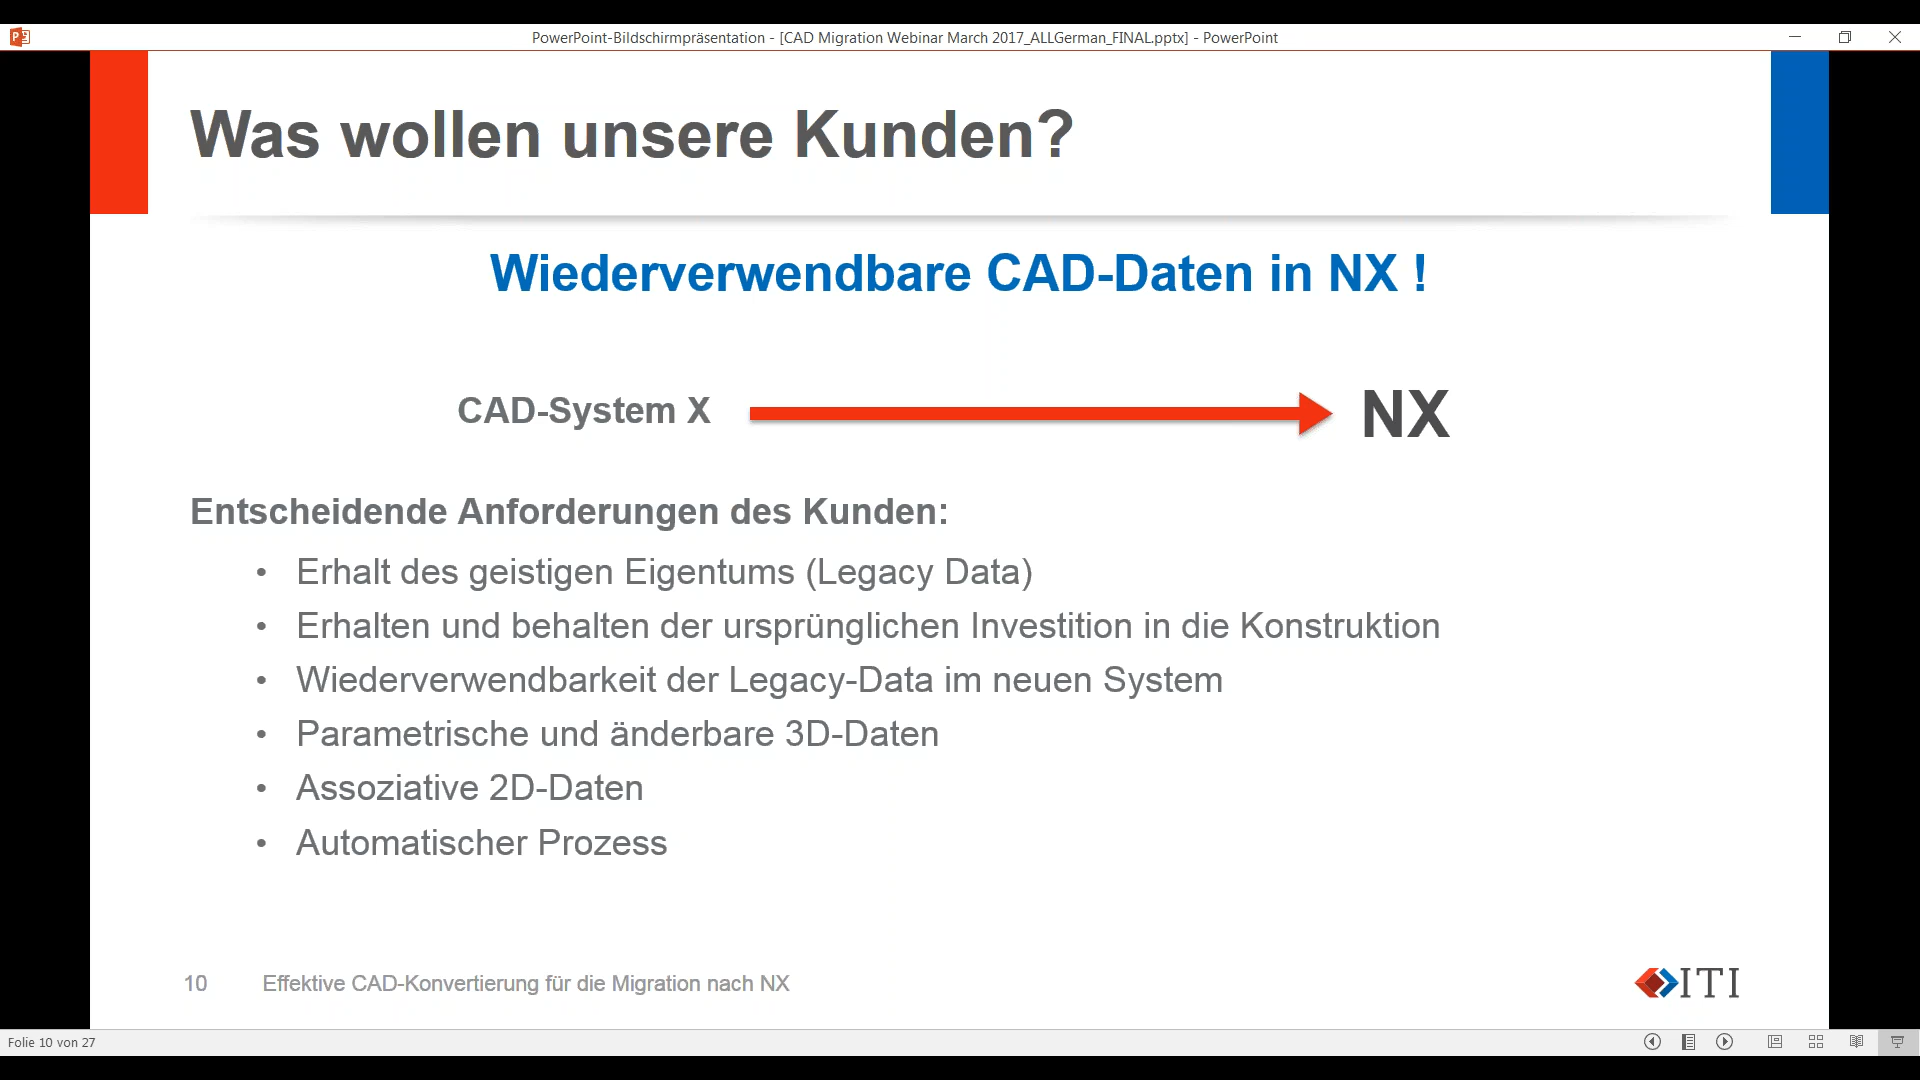 PowerPoint-Bildschirmpräsentation - [CAD Migration Webinar March 2017_ALLGerman_FINAL.pptx] - PowerPoint
Was wollen unsere Kunden?
Wiederverwendbare CAD-Daten in NX !
CAD-System X
NX
Entscheidende Anforderungen des Kunden:
• Erhalt des geistigen Eigentums (Legacy Data)
• Erhalten und behalten der ursprünglichen Investition in die Konstruktion
• Wiederverwendbarkeit der Legacy-Data im neuen System
• Parametrische und änderbare 3D-Daten
• Assoziative 2D-Daten
• Automatischer Prozess
10 Effektive CAD-Konvertierung für die Migration nach NX
ITI
Folie 10 von 27